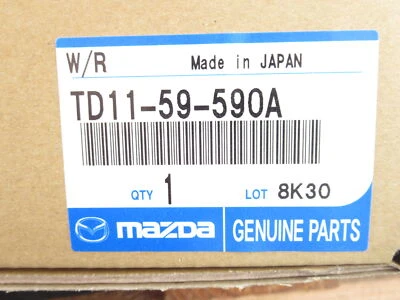 W/R Made in JAPAN
TD11-59-590A
QTY 1 LOT 8K30
mazda GENUINE PARTS